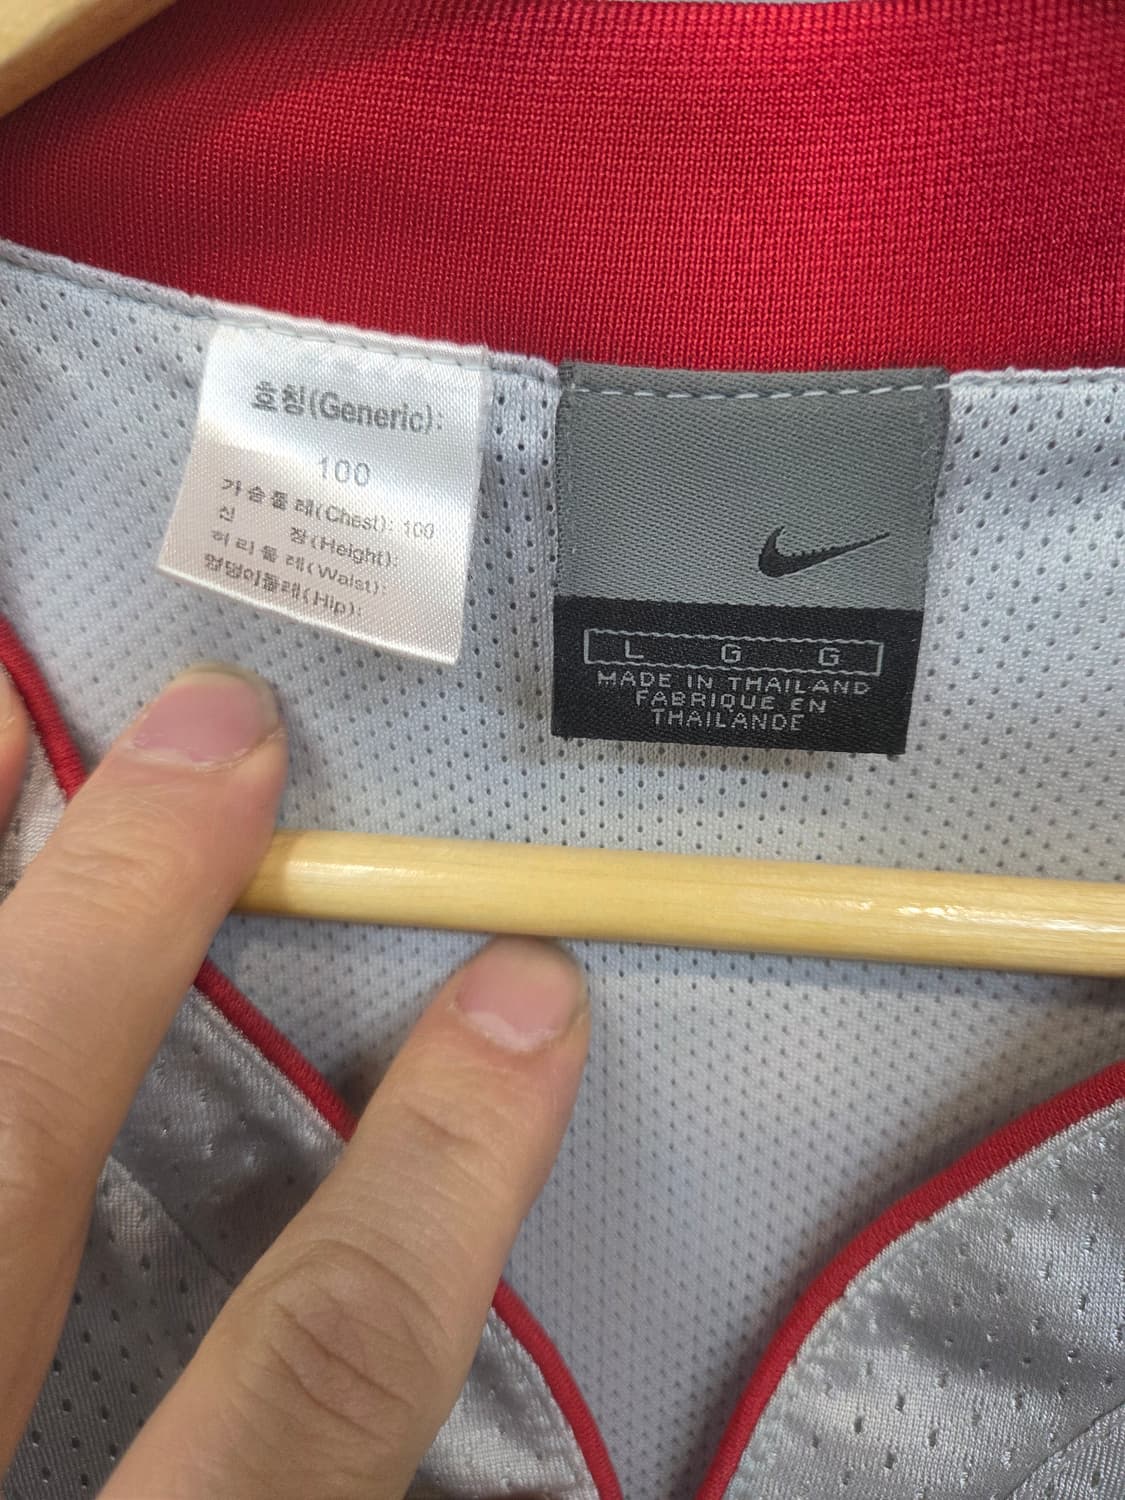 호칭(Generic):
100
가슴둘레(Chest): 100
신 장(Height):
허리둘레(Waist):
엉덩이둘레(Hip):
L G G
MADE IN THAILAND
FABRIQUE EN
THAILANDE